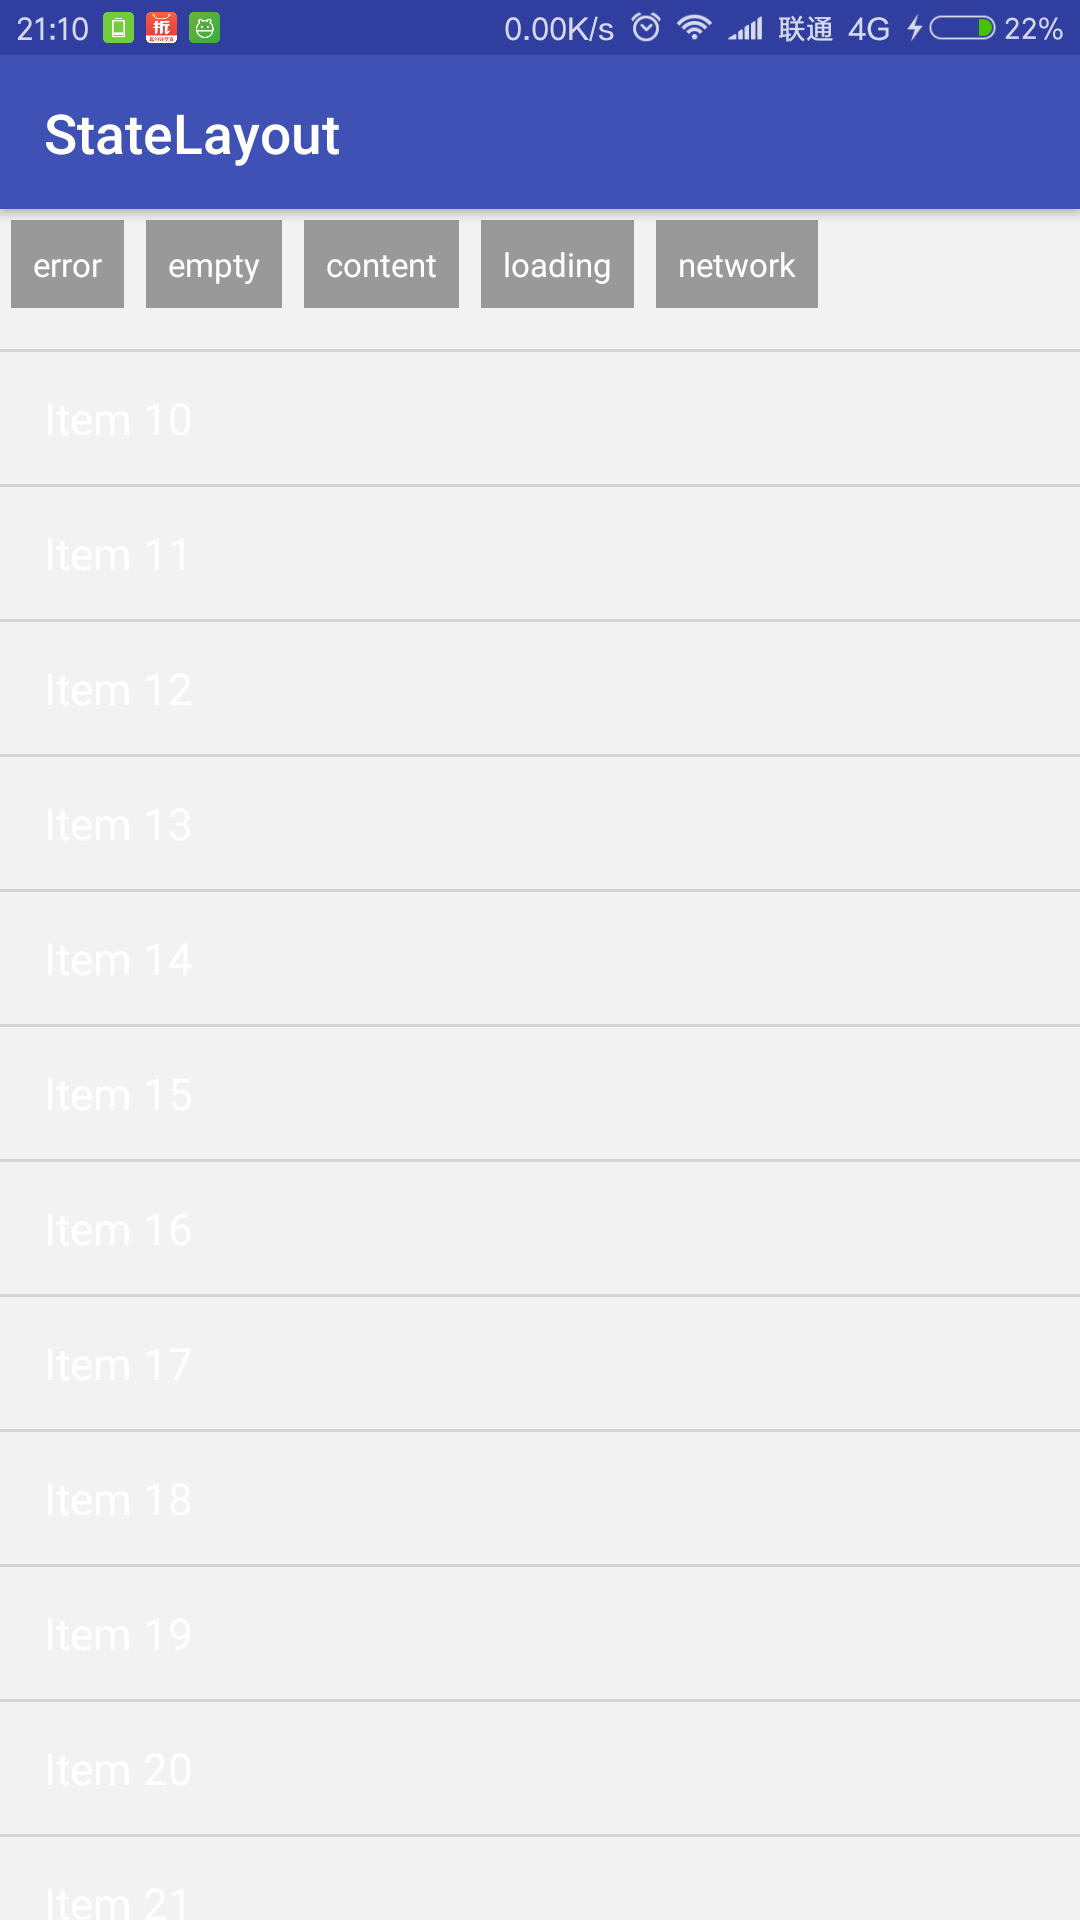 21:10 折 0.00K/s 联通 4G 22%
StateLayout
error empty content loading network
Item 10
Item 11
Item 12
Item 13
Item 14
Item 15
Item 16
Item 17
Item 18
Item 19
Item 20
Item 21